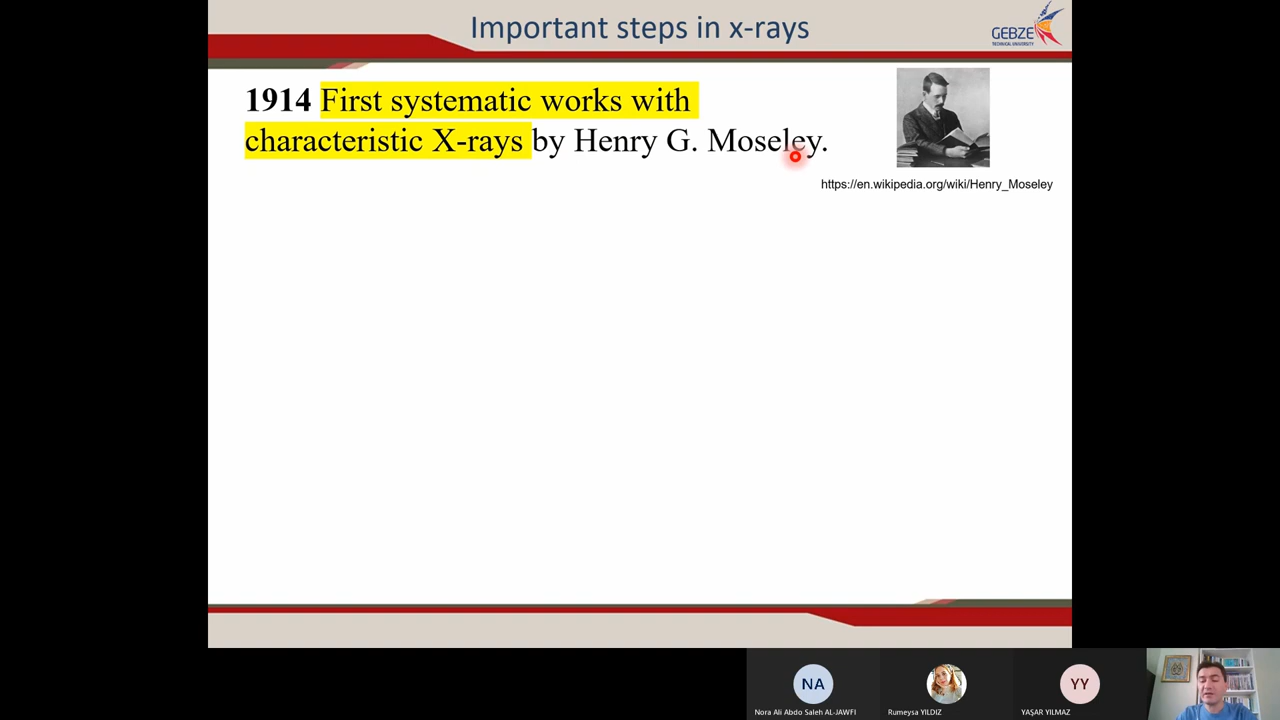 Important steps in x-rays
GEBZE
TECHNICAL UNIVERSITY
1914 First systematic works with
characteristic X-rays by Henry G. Moseley.
https://en.wikipedia.org/wiki/Henry_Moseley
NA
YY
Nora Ali Abdo Saleh AL-JAWFI
Rumeysa YILDIZ
YAŞAR YILMAZ